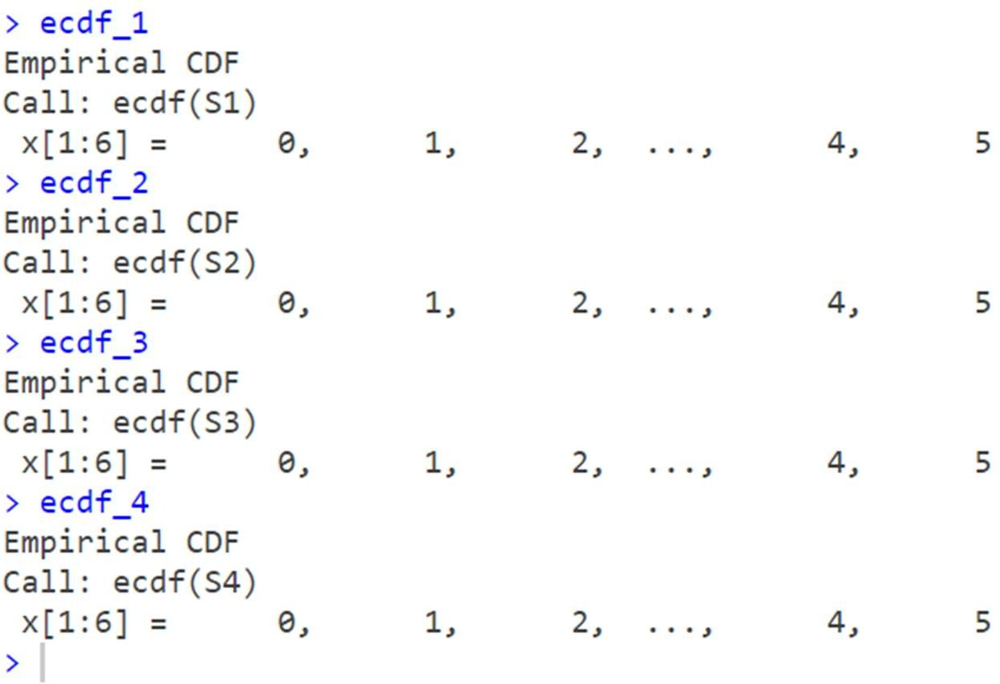 > ecdf_1
Empirical CDF
Call: ecdf(S1)
 x[1:6] =      0,      1,      2,  ...,      4,      5
> ecdf_2
Empirical CDF
Call: ecdf(S2)
 x[1:6] =      0,      1,      2,  ...,      4,      5
> ecdf_3
Empirical CDF
Call: ecdf(S3)
 x[1:6] =      0,      1,      2,  ...,      4,      5
> ecdf_4
Empirical CDF
Call: ecdf(S4)
 x[1:6] =      0,      1,      2,  ...,      4,      5
>